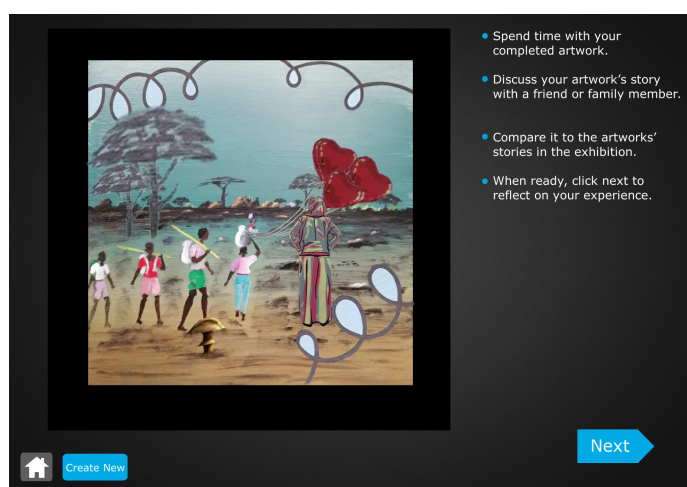 Spend time with your
completed artwork.
Discuss your artwork’s story
with a friend or family member.
Compare it to the artworks’
stories in the exhibition.
When ready, click next to
reflect on your experience.
Next
Create New